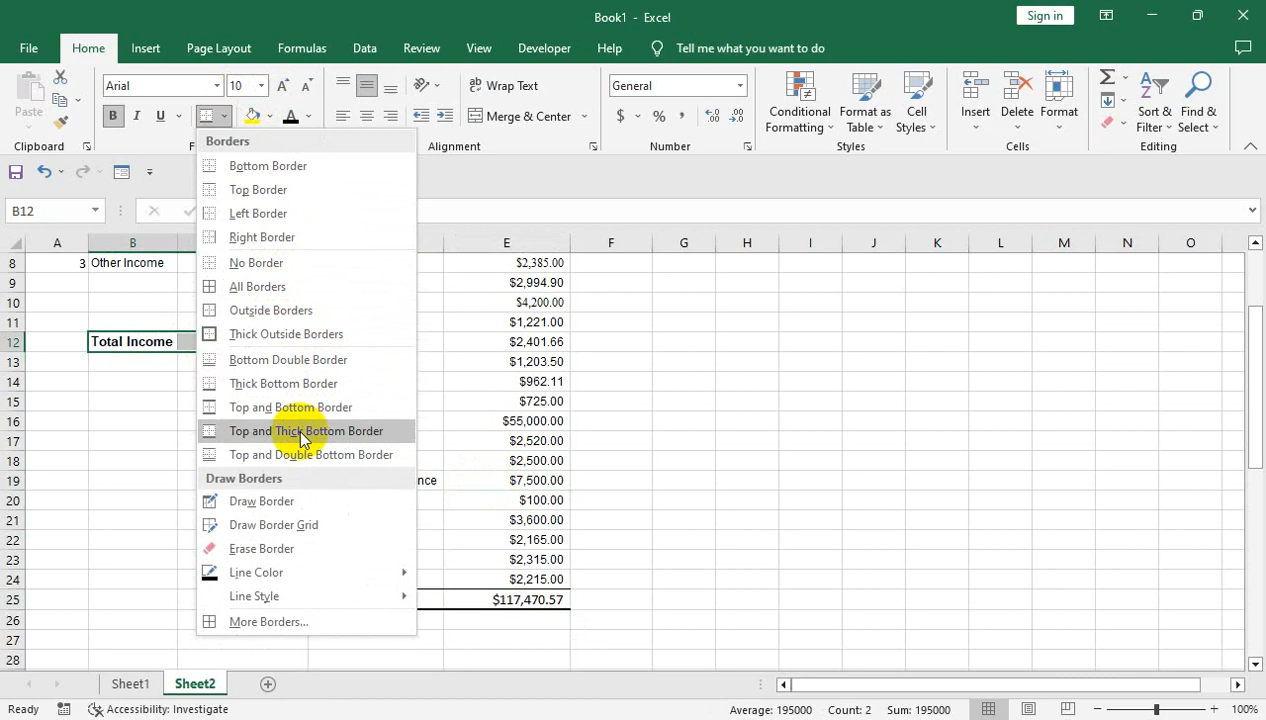 Book1 - Excel
Sign in
File Home Insert Page Layout Formulas Data Review View Developer Help Tell me what you want to do
Paste
Arial 10
B I U
Wrap Text
Merge & Center
General
$ % ,
Conditional Formatting
Format as Table
Cell Styles
Insert
Delete
Format
Sort & Filter
Find & Select
Clipboard
Alignment
Number
Styles
Cells
Editing
B12
Borders
Bottom Border
Top Border
Left Border
Right Border
No Border
All Borders
Outside Borders
Thick Outside Borders
Bottom Double Border
Thick Bottom Border
Top and Bottom Border
Top and Thick Bottom Border
Top and Double Bottom Border
Draw Borders
Draw Border
Draw Border Grid
Erase Border
Line Color
Line Style
More Borders...
A B E F G H I J K L M N O
8 3 Other Income $2,385.00
9 $2,994.90
10 $4,200.00
11 $1,221.00
12 Total Income $2,401.66
13 $1,203.50
14 $962.11
15 $725.00
16 $55,000.00
17 $2,520.00
18 $2,500.00
19 nce $7,500.00
20 $100.00
21 $3,600.00
22 $2,165.00
23 $2,315.00
24 $2,215.00
25 $117,470.57
26
27
28
Sheet1 Sheet2
Ready Accessibility: Investigate Average: 195000 Count: 2 Sum: 195000 100%